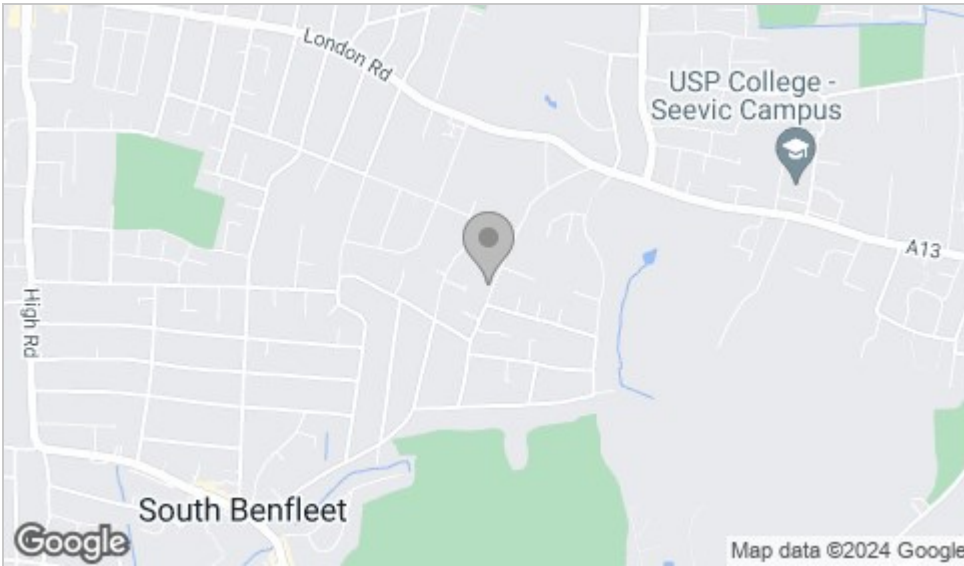 London Rd
USP College -
Seevic Campus
A13
High Rd
South Benfleet
Google
Map data ©2024 Google